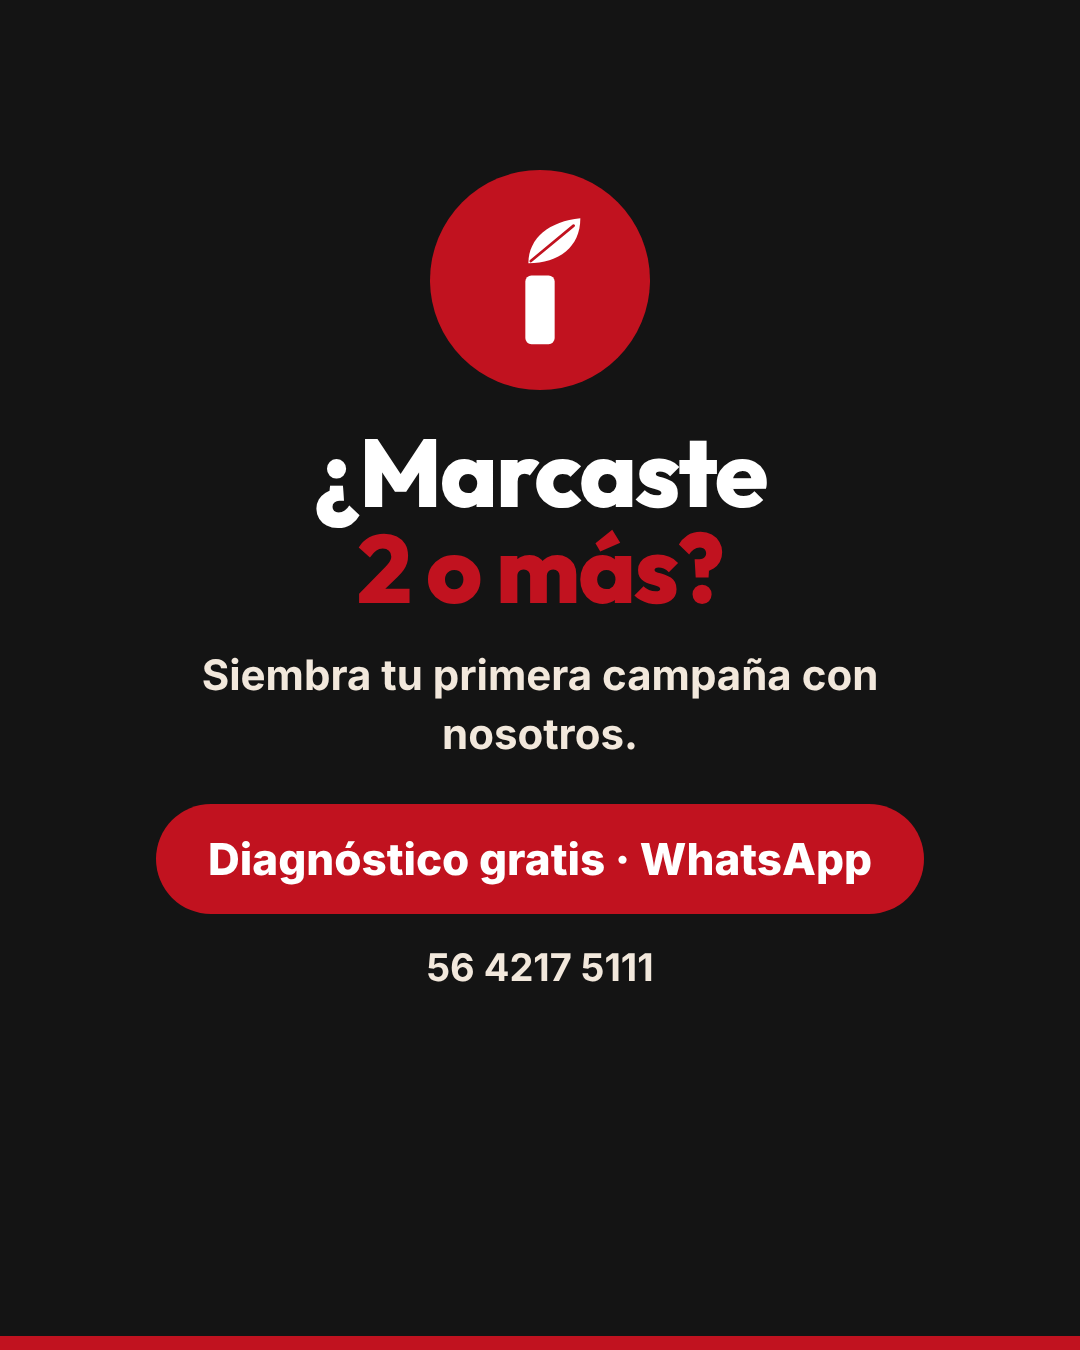 ¿Marcaste
2 o más?
Siembra tu primera campaña con
nosotros.
Diagnóstico gratis · WhatsApp
56 4217 5111